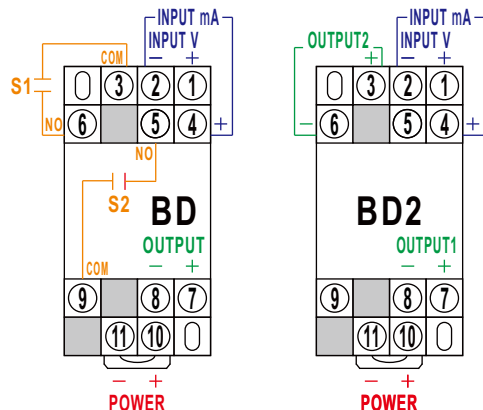 INPUT mA
INPUT V
COM
− +
S1
3 2 1
NO 6 5 4 +
NO
S2
BD
OUTPUT
− +
COM
9 8 7
11 10
− +
POWER
INPUT mA
OUTPUT2 INPUT V
+ − +
3 2 1
− 6 5 4 +
BD2
OUTPUT1
− +
9 8 7
11 10
− +
POWER